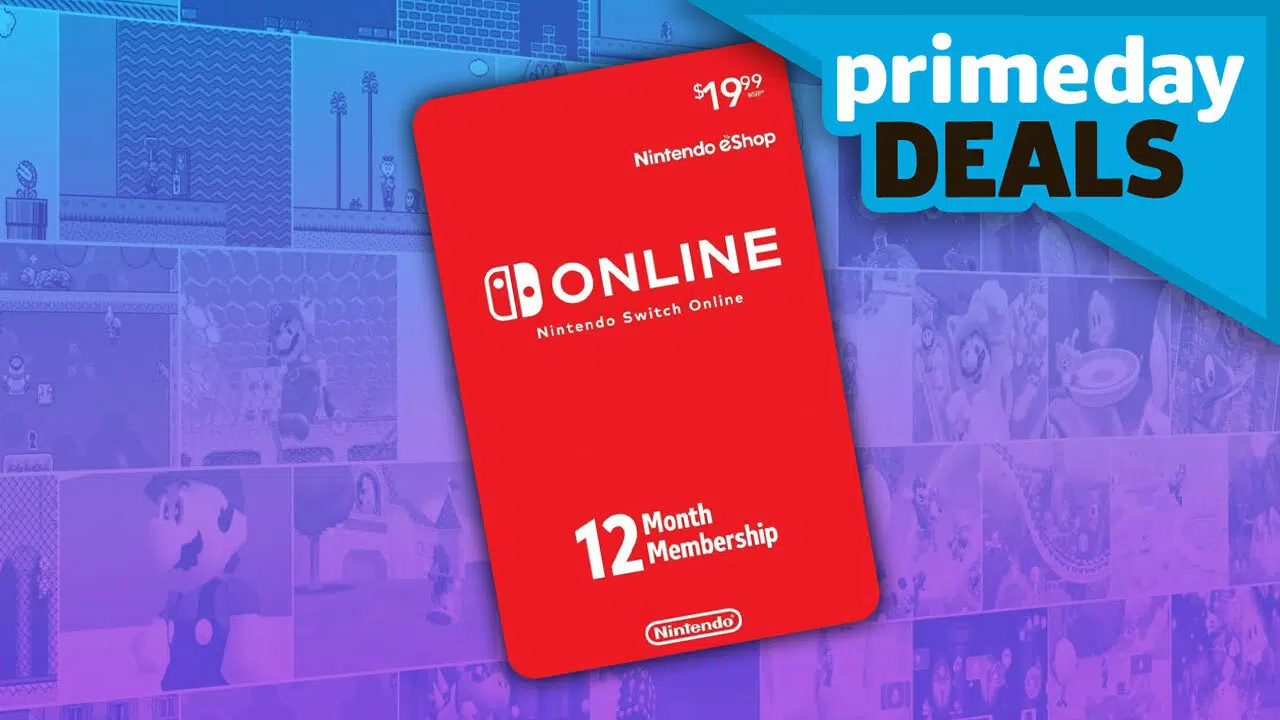 primeday
DEALS
$19.99
MSRP
Nintendo eShop
ONLINE
Nintendo Switch Online
12 Month
Membership
Nintendo